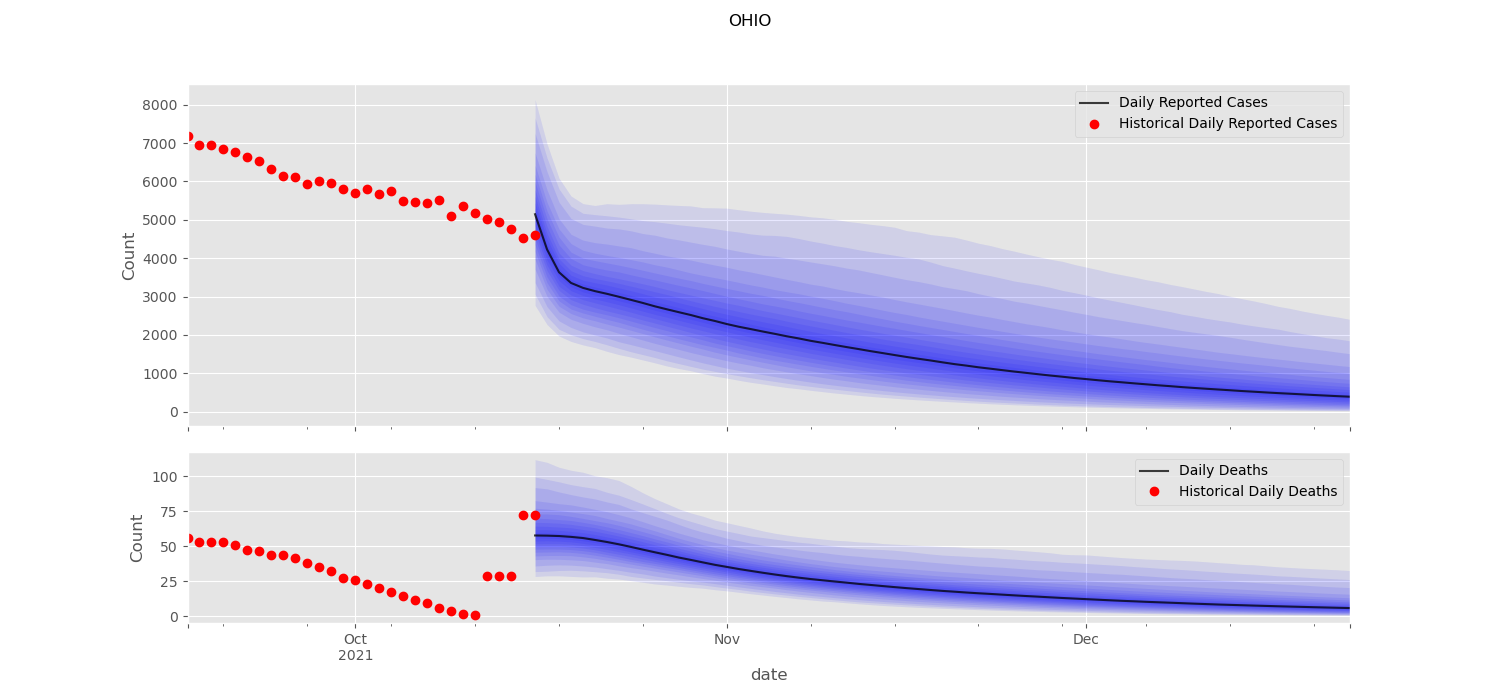 OHIO
8000
7000
6000
5000
4000
3000
2000
1000
0
Count
Daily Reported Cases
Historical Daily Reported Cases
100
75
50
25
0
Count
Daily Deaths
Historical Daily Deaths
Oct
2021
Nov
Dec
date